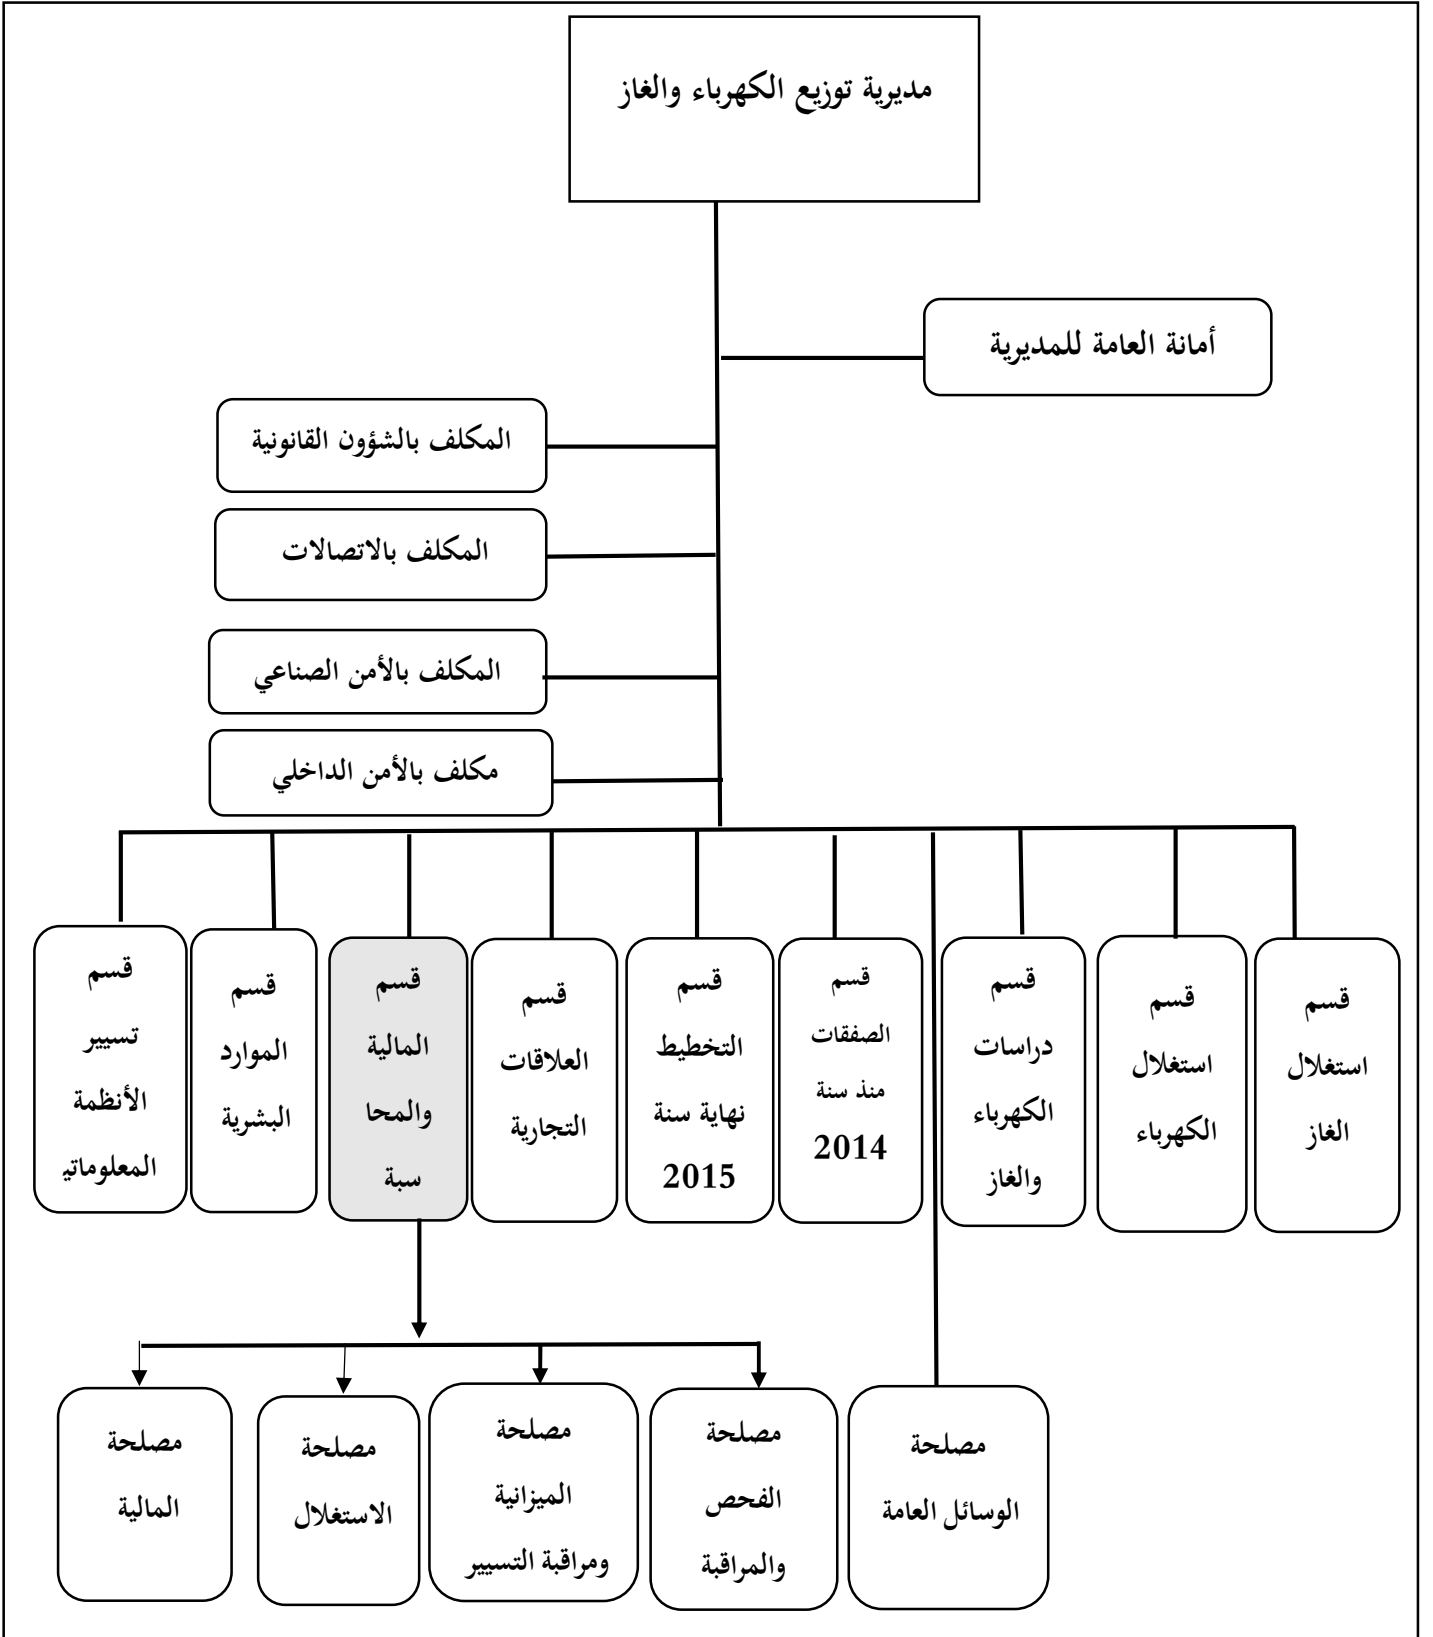 مديرية توزيع الكهرباء والغاز
أمانة العامة للمديرية
المكلف بالشؤون القانونية
المكلف بالاتصالات
المكلف بالأمن الصناعي
مكلف بالأمن الداخلي
قسم
استغلال
الغاز
قسم
استغلال
الكهرباء
قسم
دراسات
الكهرباء
والغاز
قسم
الصفقات
منذ سنة
2014
قسم
التخطيط
نهاية سنة
2015
قسم
العلاقات
التجارية
قسم
المالية
والمحا
سبة
قسم
الموارد
البشرية
قسم
تسيير
الأنظمة
المعلوماتي
مصلحة
الوسائل العامة
مصلحة
الفحص
والمراقبة
مصلحة
الميزانية
ومراقبة التسيير
مصلحة
الاستغلال
مصلحة
المالية